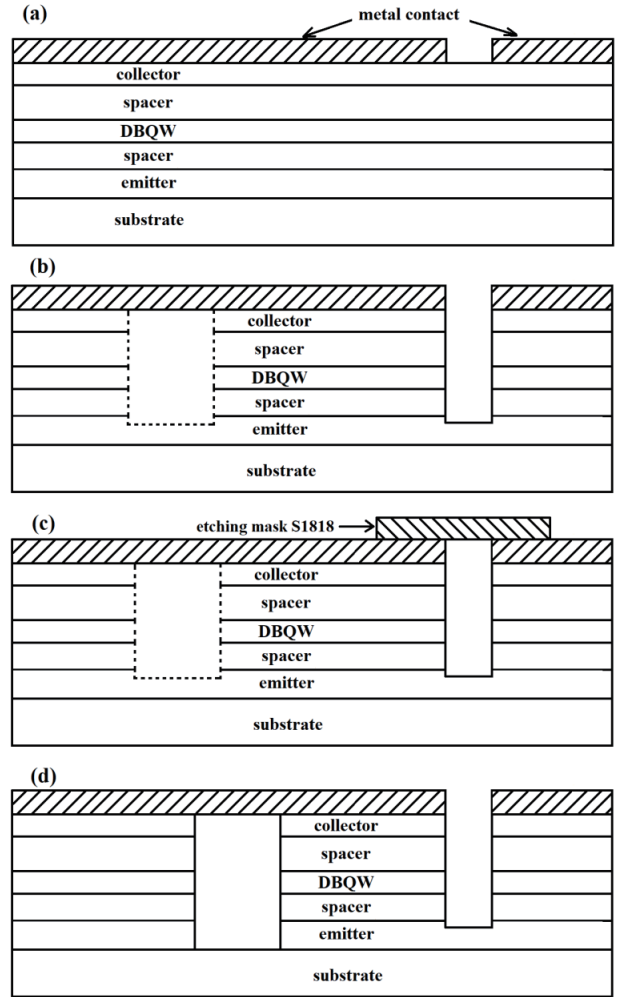 (a)
metal contact
collector
spacer
DBQW
spacer
emitter
substrate
(b)
collector
spacer
DBQW
spacer
emitter
substrate
(c)
etching mask S1818
collector
spacer
DBQW
spacer
emitter
substrate
(d)
collector
spacer
DBQW
spacer
emitter
substrate